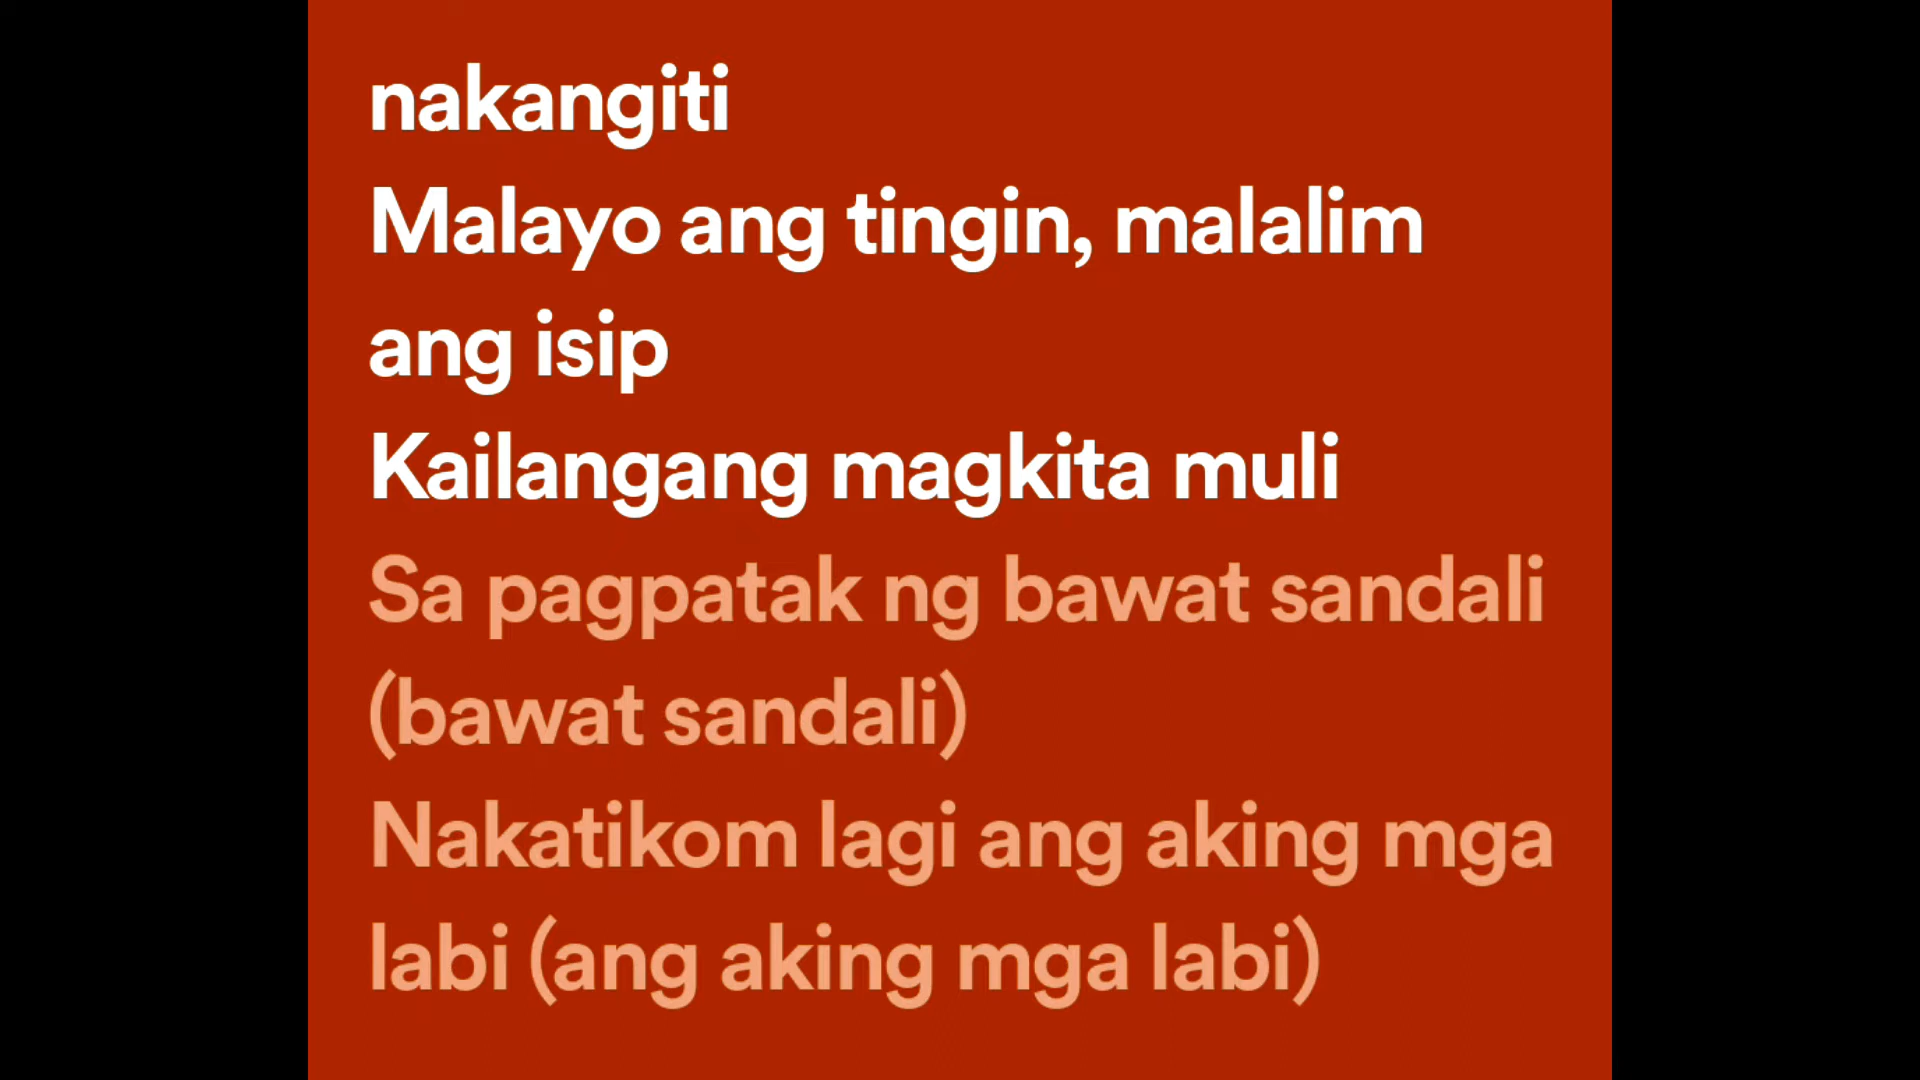 nakangiti
Malayo ang tingin, malalim
ang isip
Kailangang magkita muli
Sa pagpatak ng bawat sandali
(bawat sandali)
Nakatikom lagi ang aking mga
labi (ang aking mga labi)